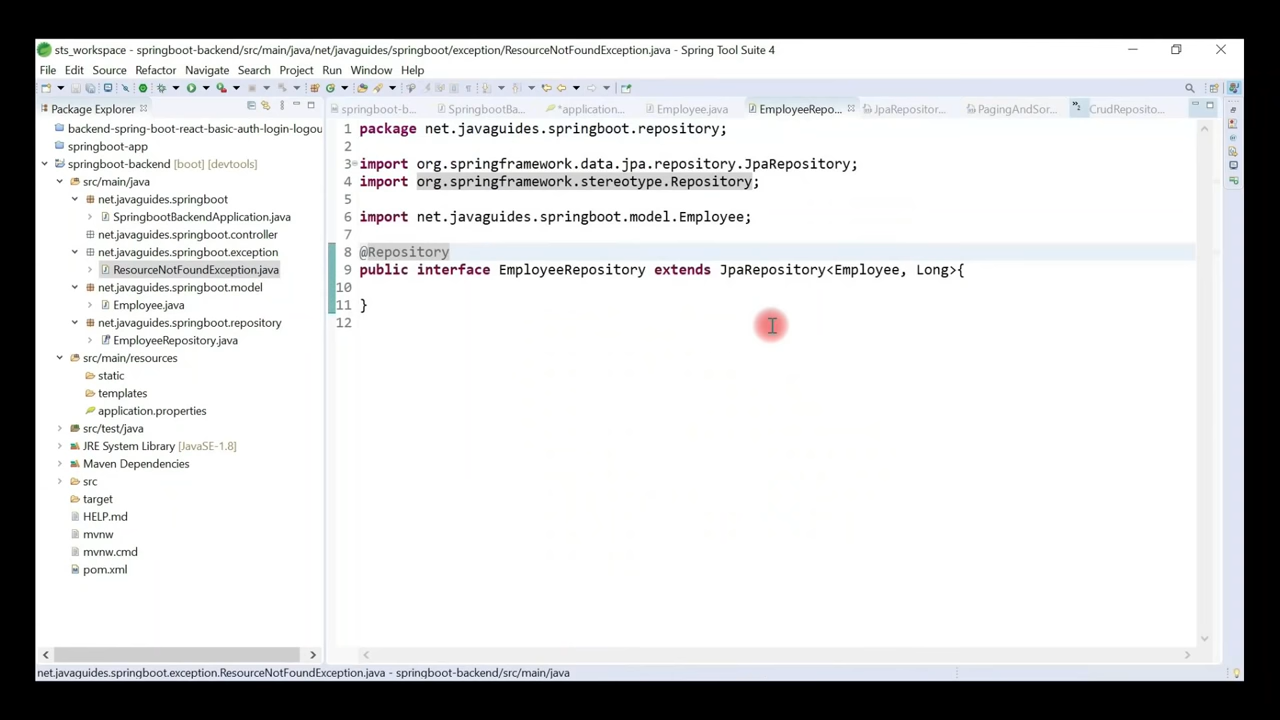 sts_workspace - springboot-backend/src/main/java/net/javaguides/springboot/exception/ResourceNotFoundException.java - Spring Tool Suite 4
File Edit Source Refactor Navigate Search Project Run Window Help
Package Explorer
springboot-b...
SpringbootBa...
*application...
Employee.java
EmployeeRepo...
JpaRepositor...
PagingAndSor...
CrudReposito...
backend-spring-boot-react-basic-auth-login-logou
springboot-app
springboot-backend [boot] [devtools]
src/main/java
net.javaguides.springboot
SpringbootBackendApplication.java
net.javaguides.springboot.controller
net.javaguides.springboot.exception
ResourceNotFoundException.java
net.javaguides.springboot.model
Employee.java
net.javaguides.springboot.repository
EmployeeRepository.java
src/main/resources
static
templates
application.properties
src/test/java
JRE System Library [JavaSE-1.8]
Maven Dependencies
src
target
HELP.md
mvnw
mvnw.cmd
pom.xml
1 package net.javaguides.springboot.repository;
2
3 import org.springframework.data.jpa.repository.JpaRepository;
4 import org.springframework.stereotype.Repository;
5
6 import net.javaguides.springboot.model.Employee;
7
8 @Repository
9 public interface EmployeeRepository extends JpaRepository<Employee, Long>{
10
11 }
12
net.javaguides.springboot.exception.ResourceNotFoundException.java - springboot-backend/src/main/java